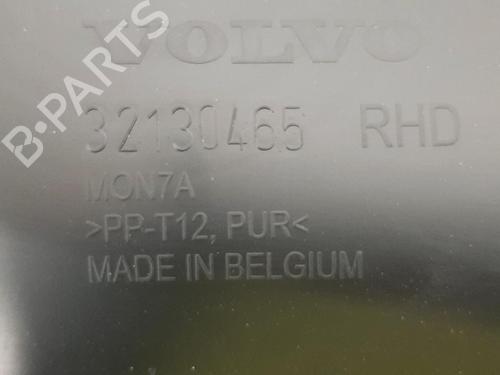 VOLVO
32130465 RHD
MON7A
>PP-T12, PUR<
MADE IN BELGIUM
B-PARTS